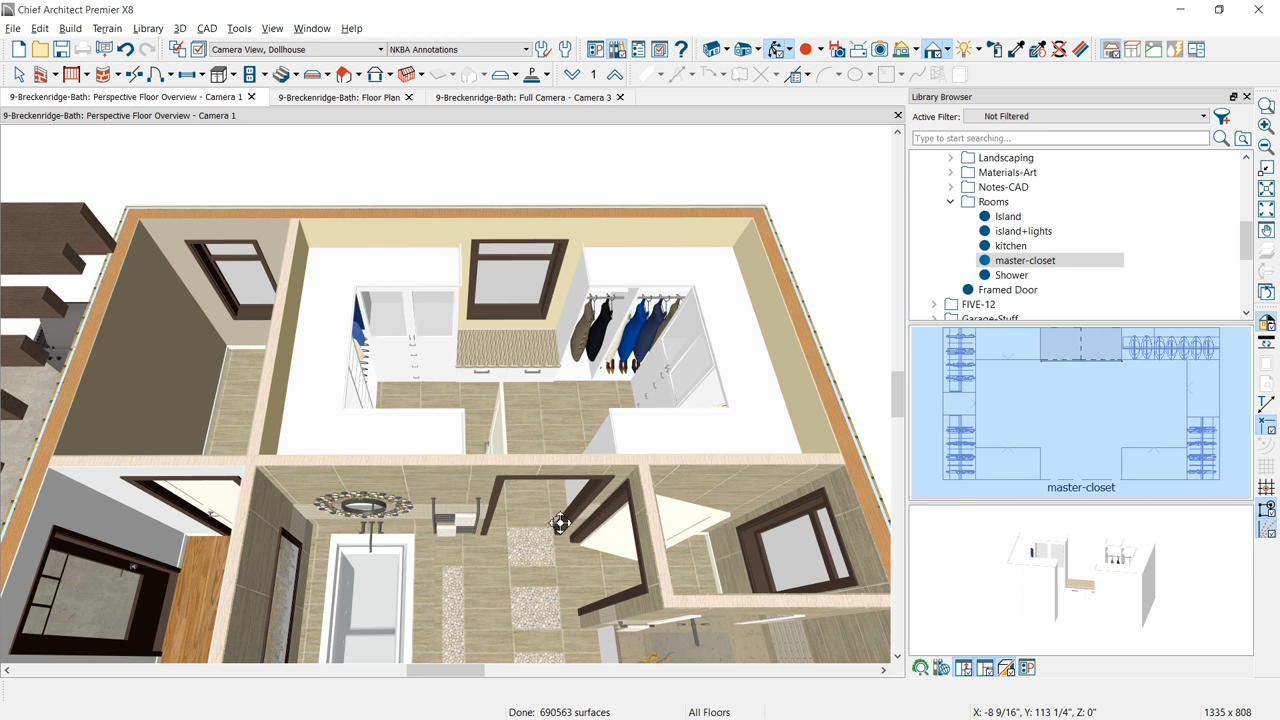 Chief Architect Premier X8
File Edit Build Terrain Library 3D CAD Tools View Window Help
Camera View, Dollhouse NKBA Annotations
1
9-Breckenridge-Bath: Perspective Floor Overview - Camera 1 9-Breckenridge-Bath: Floor Plan 9-Breckenridge-Bath: Full Camera - Camera 3
9-Breckenridge-Bath: Perspective Floor Overview - Camera 1
Library Browser
Active Filter: Not Filtered
Type to start searching...
Landscaping
Materials-Art
Notes-CAD
Rooms
Island
island+lights
kitchen
master-closet
Shower
Framed Door
FIVE-12
Garage-Stuff
master-closet
Done: 690563 surfaces All Floors X: -8 9/16", Y: 113 1/4", Z: 0" 1335 x 808